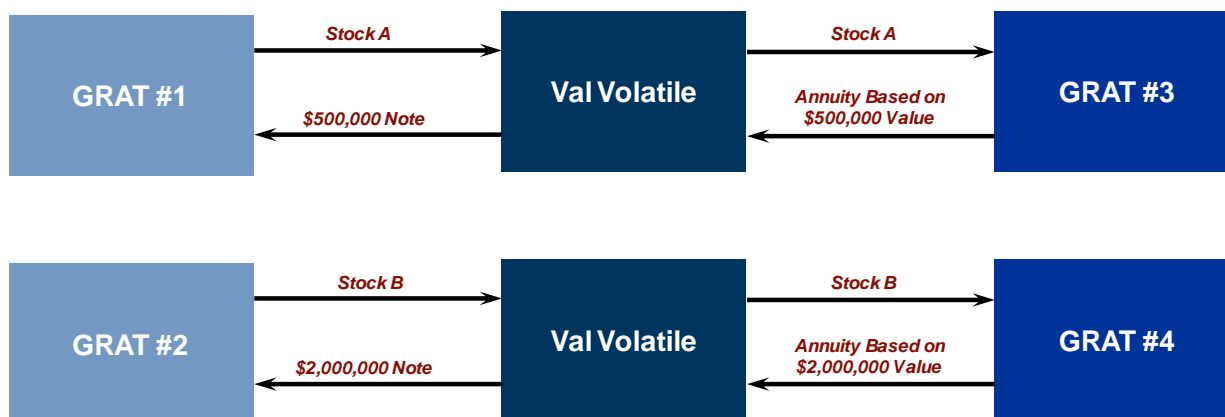 Stock A
Stock A
GRAT #1
Val Volatile
GRAT #3
$500,000 Note
Annuity Based on
$500,000 Value
Stock B
Stock B
GRAT #2
Val Volatile
GRAT #4
$2,000,000 Note
Annuity Based on
$2,000,000 Value